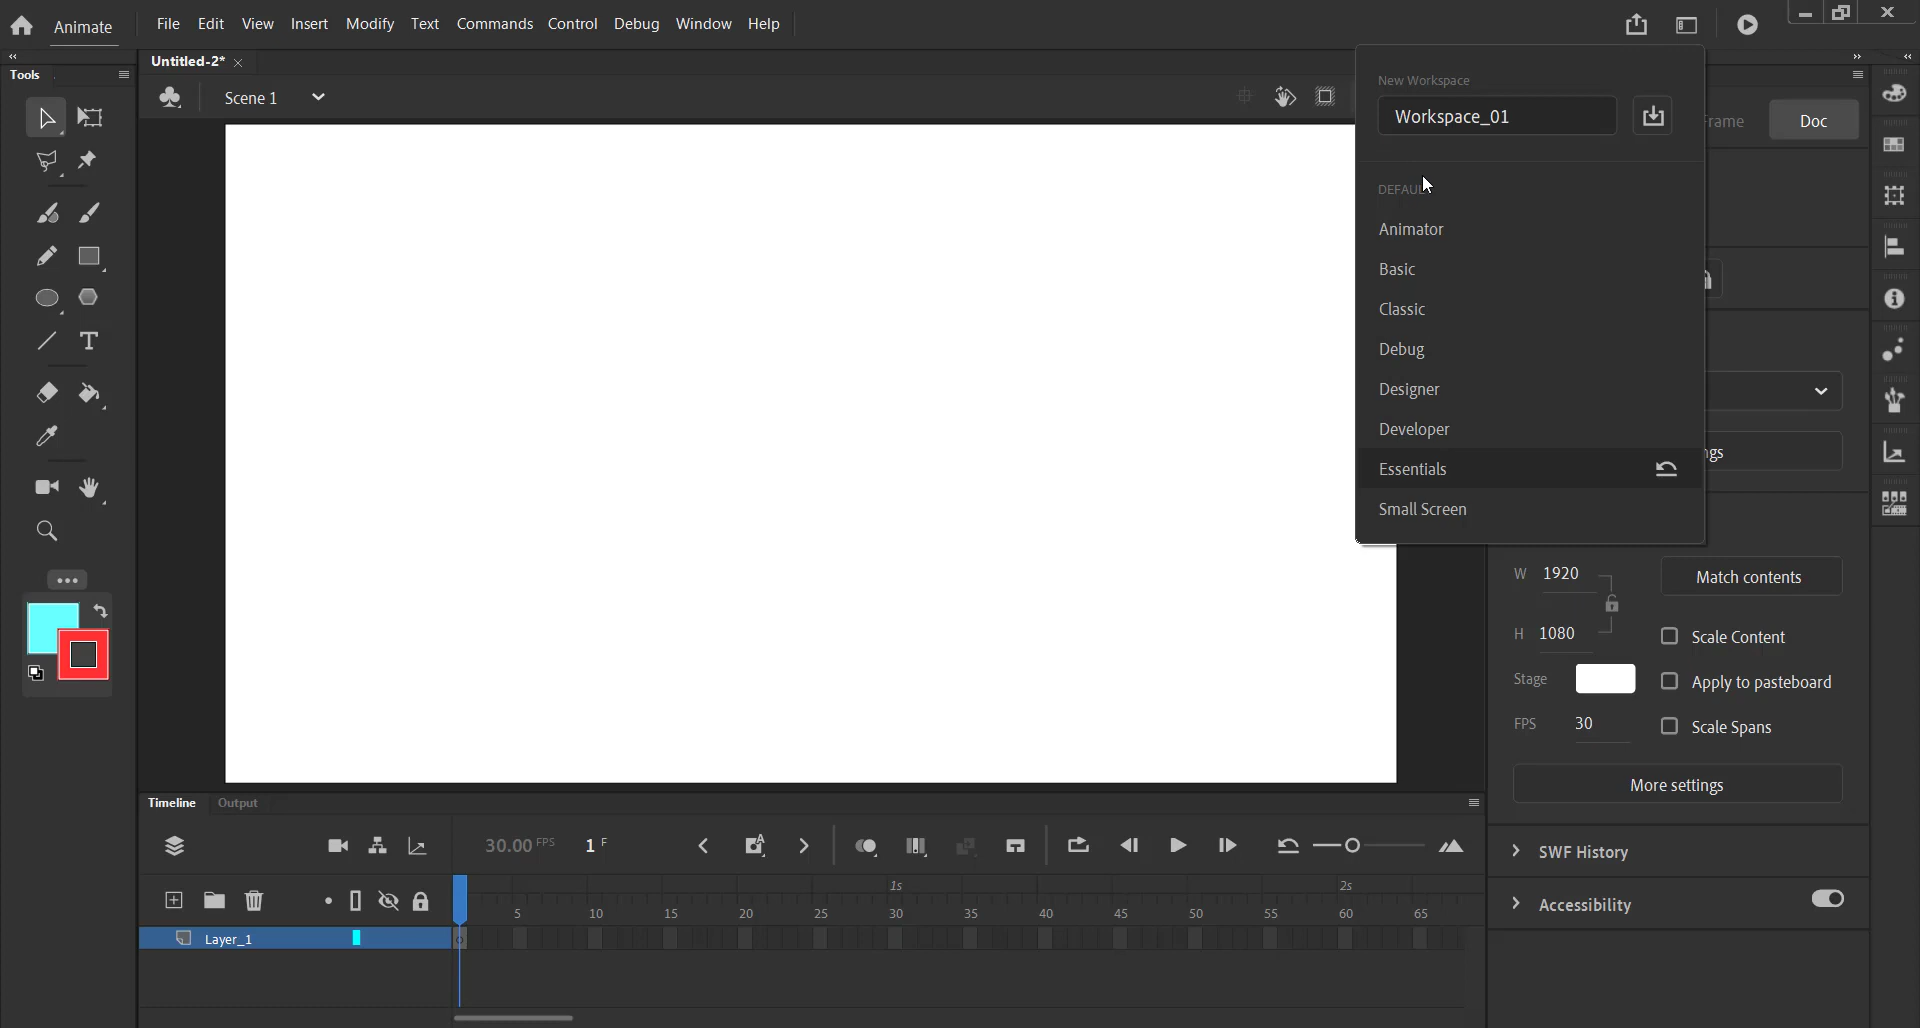 Animate File Edit View Insert Modify Text Commands Control Debug Window Help
Tools
Untitled-2*
Scene 1
New Workspace
Workspace_01
Doc
Animator
Basic
Classic
Debug
Designer
Developer
Essentials
Small Screen
W 1920 Match contents
H 1080 Scale Content
Stage Apply to pasteboard
FPS 30 Scale Spans
More settings
SWF History
Accessibility
Timeline Output
30.00 FPS 1 F
1s 2s
5 10 15 20 25 30 35 40 45 50 55 60 65
Layer_1